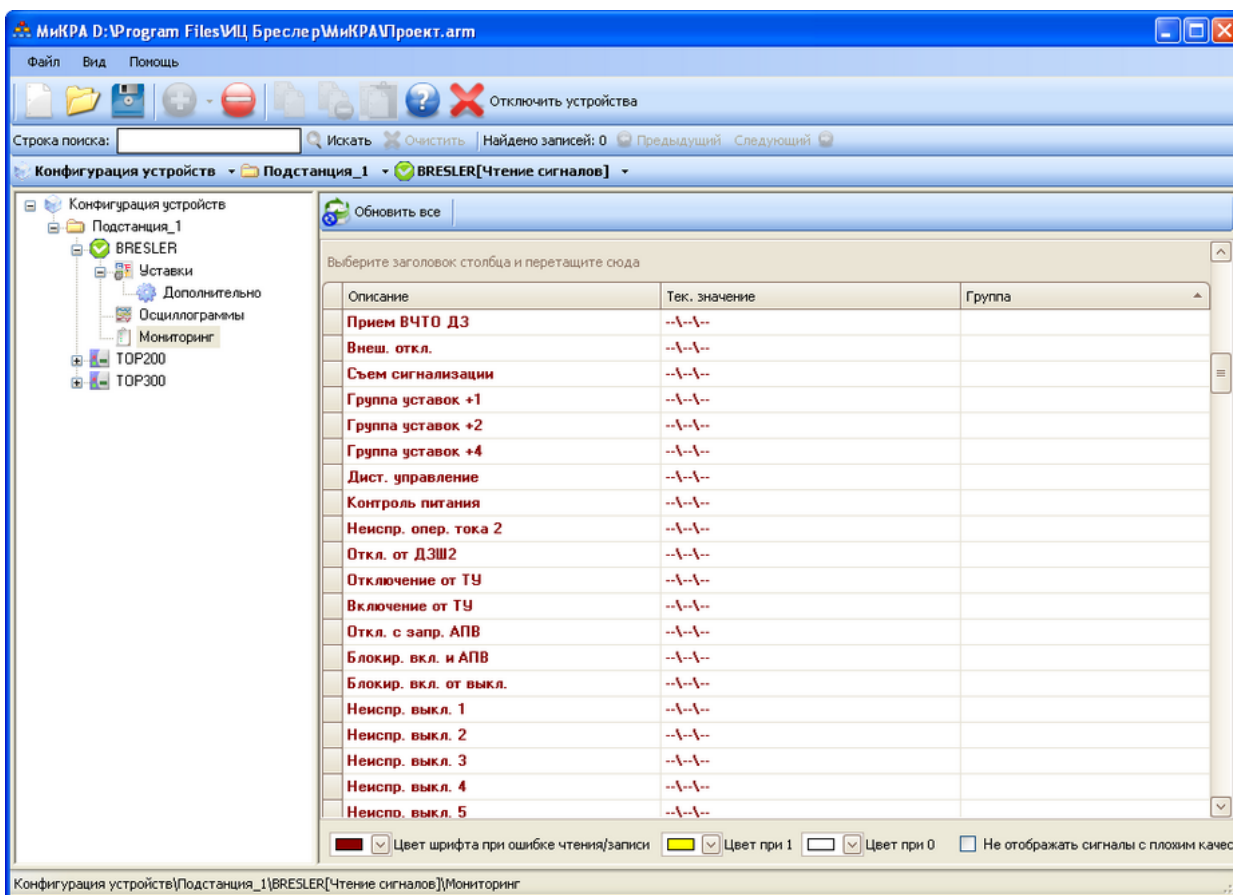 МиКРА D:\Program Files\ИЦ Бреслер\МиКРА\Проект.arm
Файл Вид Помощь
Отключить устройства
Строка поиска: Искать Очистить Найдено записей: 0 Предыдущий Следующий
Конфигурация устройств Подстанция_1 BRESLER[Чтение сигналов]
Конфигурация устройств
Подстанция_1
BRESLER
Уставки
Дополнительно
Осциллограммы
Мониторинг
ТОР200
ТОР300
Обновить все
Выберите заголовок столбца и перетащите сюда
Описание Тек. значение Группа
Прием ВЧТО ДЗ --\--\--
Внеш. откл. --\--\--
Съем сигнализации --\--\--
Группа уставок +1 --\--\--
Группа уставок +2 --\--\--
Группа уставок +4 --\--\--
Дист. управление --\--\--
Контроль питания --\--\--
Неиспр. опер. тока 2 --\--\--
Откл. от ДЗШ2 --\--\--
Отключение от ТУ --\--\--
Включение от ТУ --\--\--
Откл. с запр. АПВ --\--\--
Блокир. вкл. и АПВ --\--\--
Блокир. вкл. от выкл. --\--\--
Неиспр. выкл. 1 --\--\--
Неиспр. выкл. 2 --\--\--
Неиспр. выкл. 3 --\--\--
Неиспр. выкл. 4 --\--\--
Неиспр. выкл. 5 --\--\--
Цвет шрифта при ошибке чтения/записи Цвет при 1 Цвет при 0 Не отображать сигналы с плохим качес
Конфигурация устройств\Подстанция_1\BRESLER[Чтение сигналов]\Мониторинг